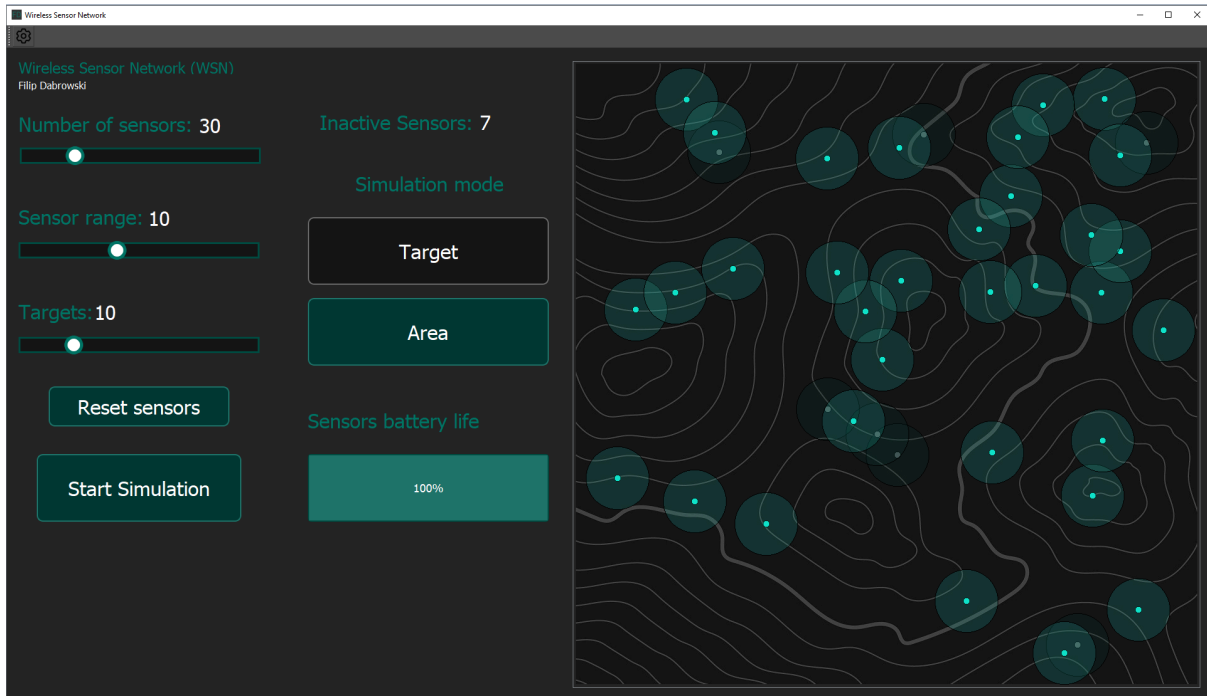 Wireless Sensor Network
Wireless Sensor Network (WSN)
Filip Dabrowski
Number of sensors: 30
Inactive Sensors: 7
Simulation mode
Sensor range: 10
Target
Targets: 10
Area
Reset sensors
Sensors battery life
Start Simulation
100%